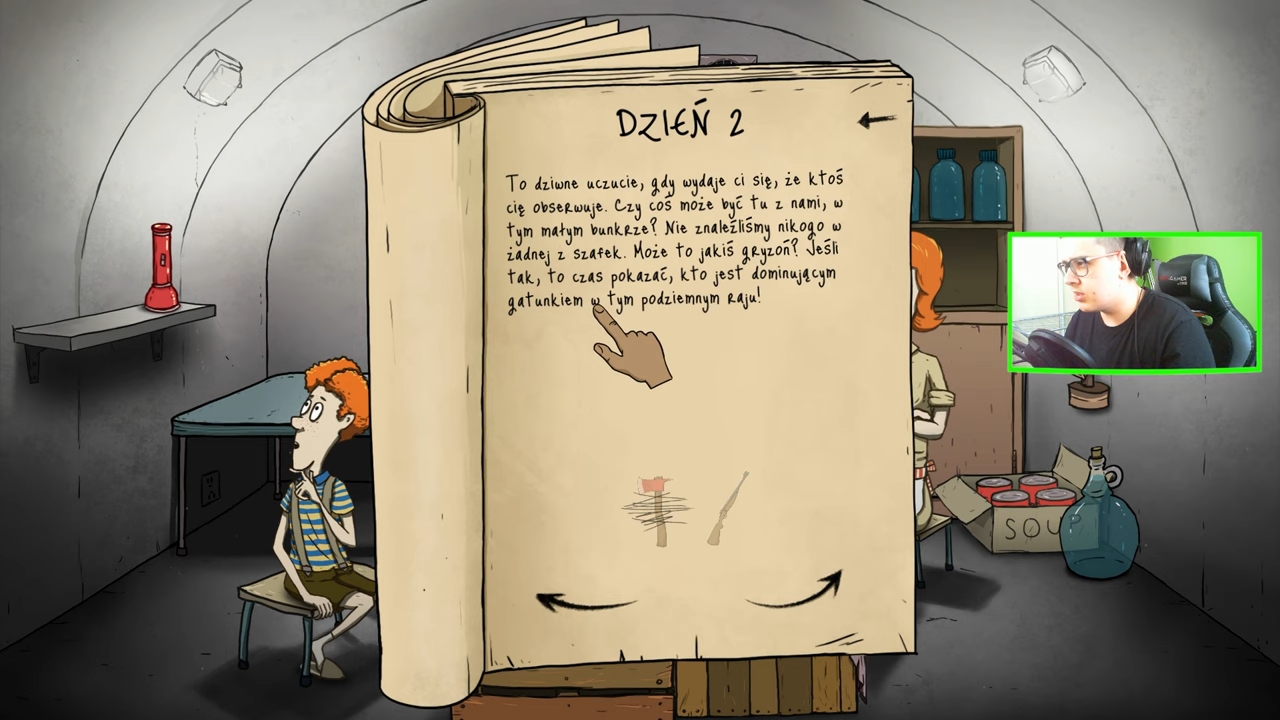 DZIEŃ 2
To dziwne uczucie, gdy wydaje ci się, że ktoś
cię obserwuje. Czy coś może być tu z nami, w
tym małym bunkrze? Nie znaleźliśmy nikogo w
żadnej z szafek. Może to jakiś gryzoń? Jeśli
tak, to czas pokazać, kto jest dominującym
gatunkiem w tym podziemnym raju!
SOUP